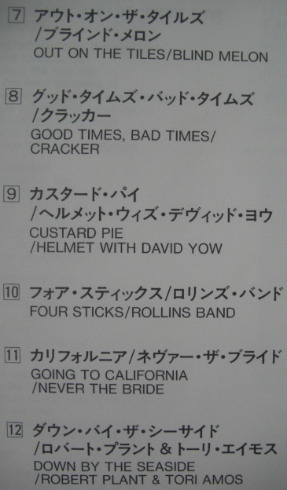 7 アウト・オン・ザ・タイルズ
/ブラインド・メロン
OUT ON THE TILES/BLIND MELON
8 グッド・タイムズ・バッド・タイムズ
/クラッカー
GOOD TIMES, BAD TIMES/
CRACKER
9 カスタード・パイ
/ヘルメット・ウィズ・デヴィッド・ヨウ
CUSTARD PIE
/HELMET WITH DAVID YOW
10 フォア・スティックス/ロリンズ・バンド
FOUR STICKS/ROLLINS BAND
11 カリフォルニア/ネヴァー・ザ・ブライド
GOING TO CALIFORNIA
/NEVER THE BRIDE
12 ダウン・バイ・ザ・シーサイド
/ロバート・プラント&トーリ・エイモス
DOWN BY THE SEASIDE
/ROBERT PLANT & TORI AMOS